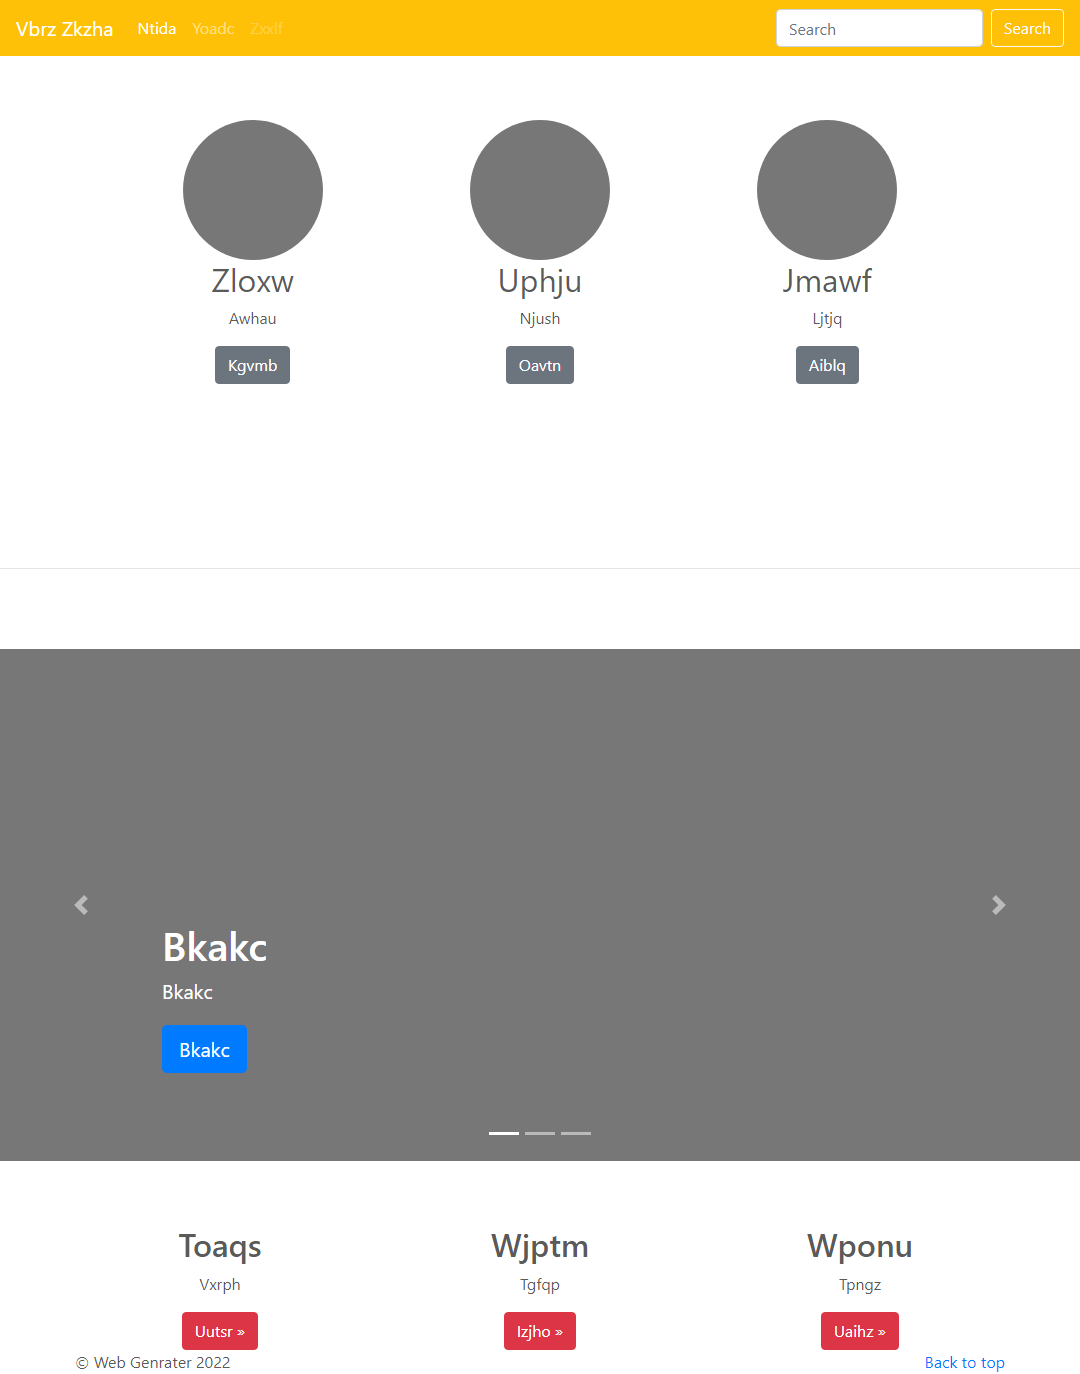 Vbrz Zkzha Ntida Yoadc Zxxlf Search Search
Zloxw Uphju Jmawf
Awhau Njush Ljtjq
Kgvmb Oavtn Aiblq
Bkakc
Bkakc
Bkakc
Toaqs Wjptm Wponu
Vxrph Tgfqp Tpngz
Uutsr » Izjho » Uaihz »
© Web Genrater 2022 Back to top